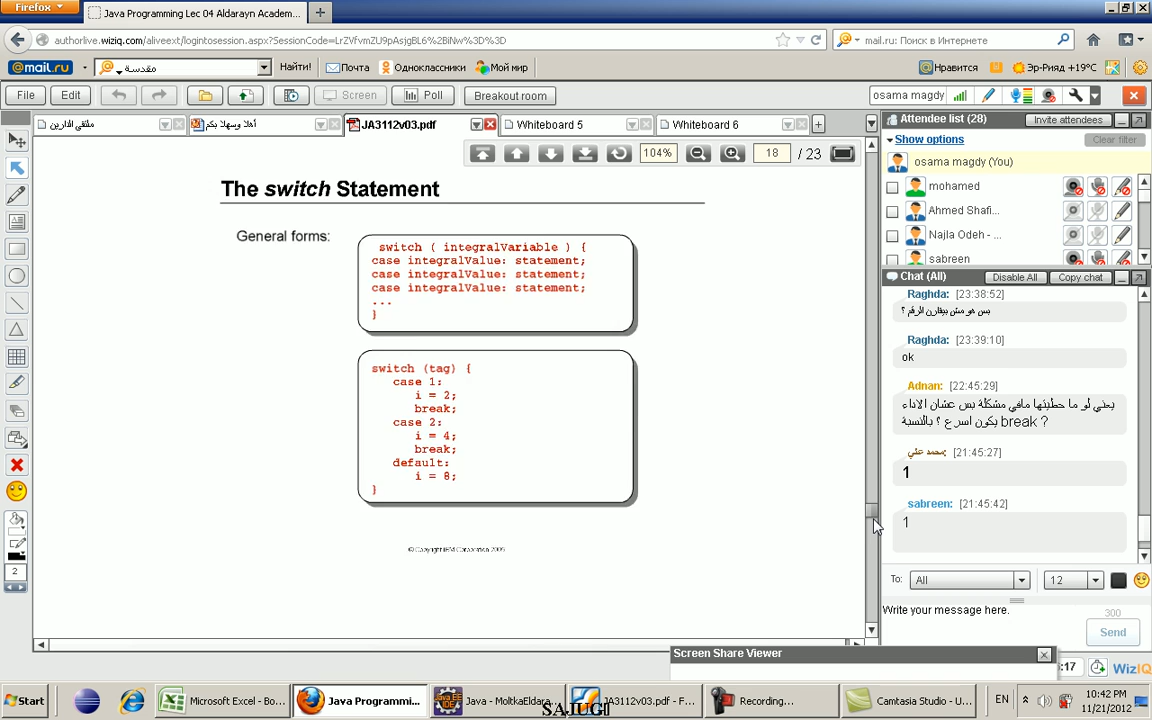 Firefox
Java Programming Lec 04 Aldarayn Academ...
authorlive.wiziq.com/aliveext/logintosession.aspx?SessionCode=LrZVfvmZU9pAsjgBL6%2BiNw%3D%3D
mail.ru: Поиск в Интернете
@mail.ru
مقدسة
Найти!
Почта
Одноклассники
Мой мир
Нравится
Эр-Рияд +19°C
File
Edit
Screen
Poll
Breakout room
osama magdy
ملتقى الدارين
أهلا وسهلا بكم
JA3112v03.pdf
Whiteboard 5
Whiteboard 6
104%
18 / 23
The switch Statement
General forms:
switch ( integralVariable ) {
case integralValue: statement;
case integralValue: statement;
case integralValue: statement;
...
}
switch (tag) {
case 1:
i = 2;
break;
case 2:
i = 4;
break;
default:
i = 8;
}
© Copyright IBM Corporation 2005
2
Attendee list (28)
Invite attendees
Show options
Clear filter
osama magdy (You)
mohamed
Ahmed Shafi...
Najla Odeh - ...
sabreen
Chat (All)
Disable All
Copy chat
Raghda: [23:38:52]
بس هو مش بيقارن الرقم ؟
Raghda: [23:39:10]
ok
Adnan: [22:45:29]
يعني لو ما حطيتها مافي مشكلة بس عشان الاداء
يكون اسرع ؟ بالنسبة break ?
محمد علي: [21:45:27]
1
sabreen: [21:45:42]
1
To:
All
12
Write your message here.
300
Send
Screen Share Viewer
:17
WizIQ
Start
Microsoft Excel - Bo...
Java Programmi...
Java - MoltkaEldara...
JA3112v03.pdf - F...
Recording...
Camtasia Studio - U...
EN
10:42 PM
11/21/2012